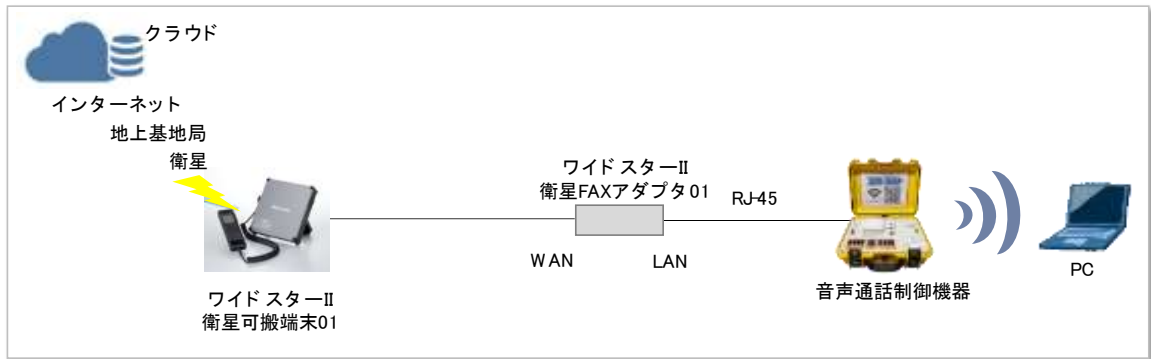 クラウド
インターネット
地上基地局
衛星
ワイドスターII
衛星可搬端末01
ワイドスターII
衛星FAXアダプタ01
WAN
LAN
RJ-45
音声通話制御機器
PC